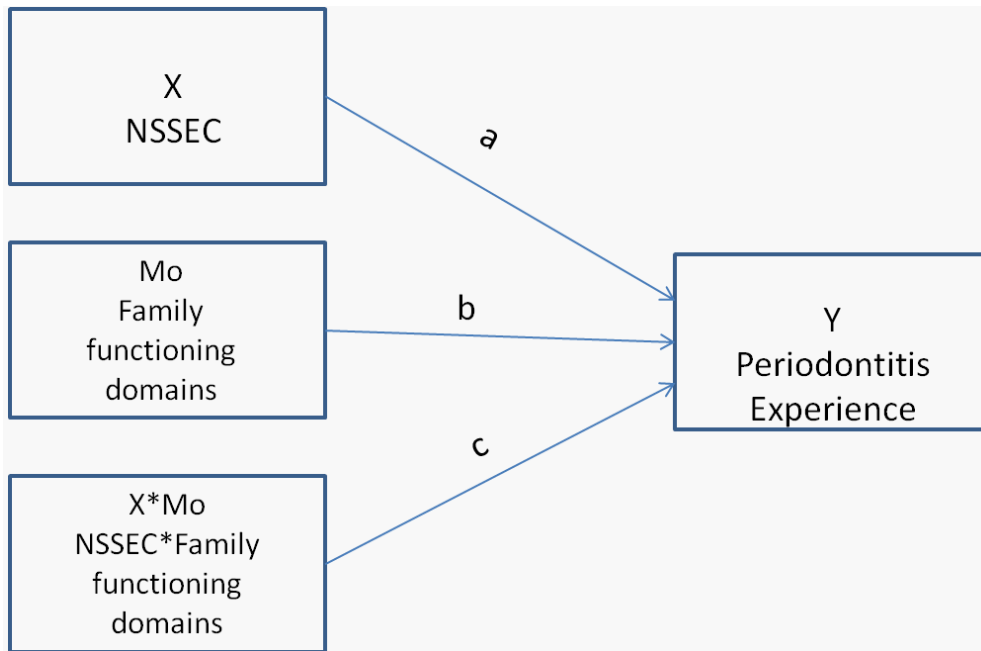 X
NSSEC
a
Mo
Family
functioning
domains
b
Y
Periodontitis
Experience
c
X*Mo
NSSEC*Family
functioning
domains